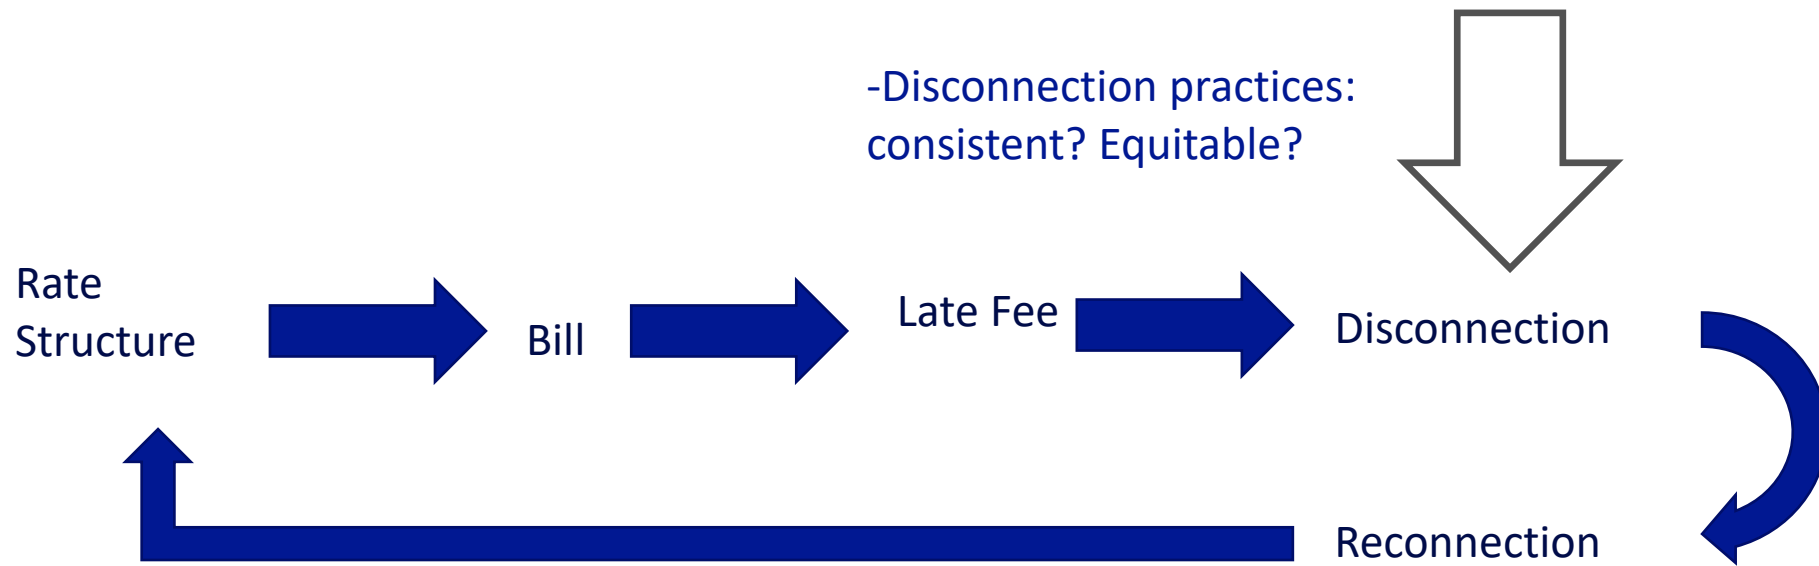 -Disconnection practices:
consistent? Equitable?
Rate
Structure
Bill
Late Fee
Disconnection
Reconnection